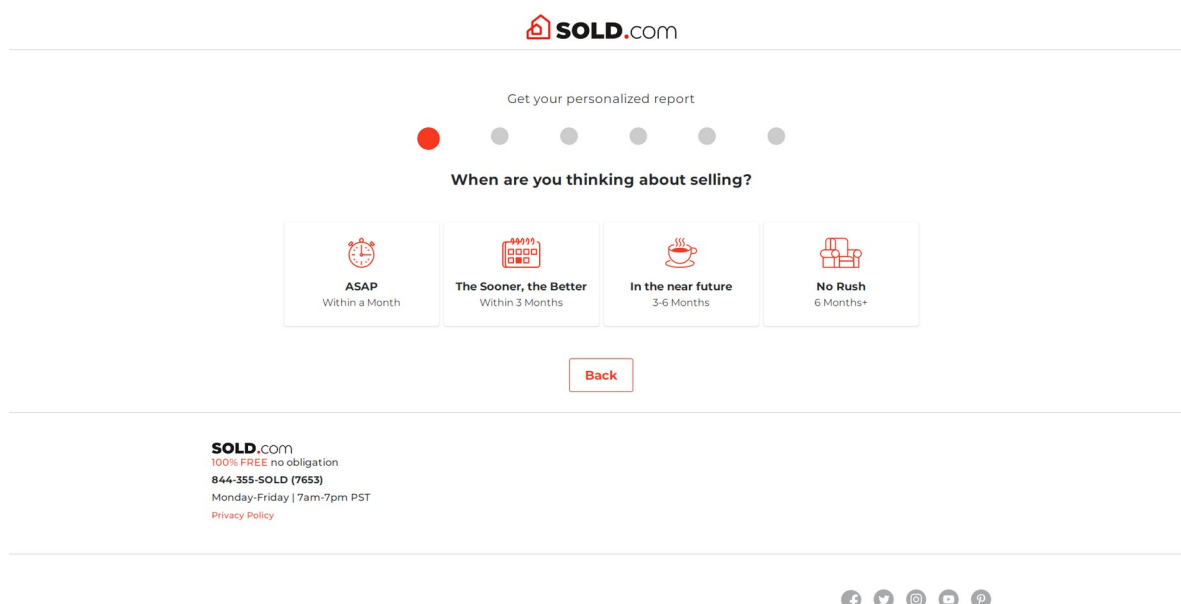 SOLD.com
Get your personalized report
When are you thinking about selling?
ASAP
Within a Month
The Sooner, the Better
Within 3 Months
In the near future
3-6 Months
No Rush
6 Months+
Back
SOLD.com
100% FREE no obligation
844-355-SOLD (7653)
Monday-Friday | 7am-7pm PST
Privacy Policy